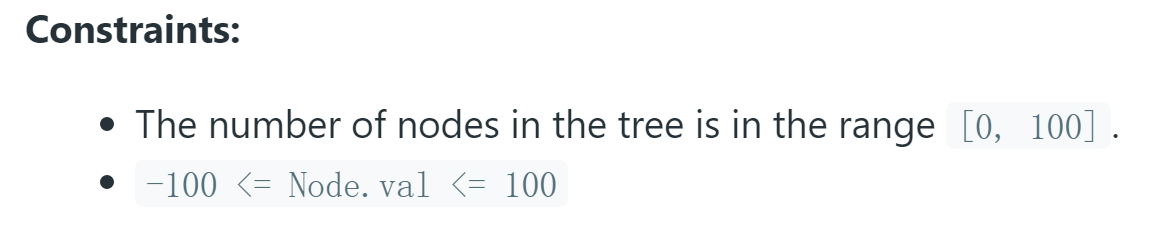 Constraints:
• The number of nodes in the tree is in the range [0, 100].
• -100 <= Node.val <= 100